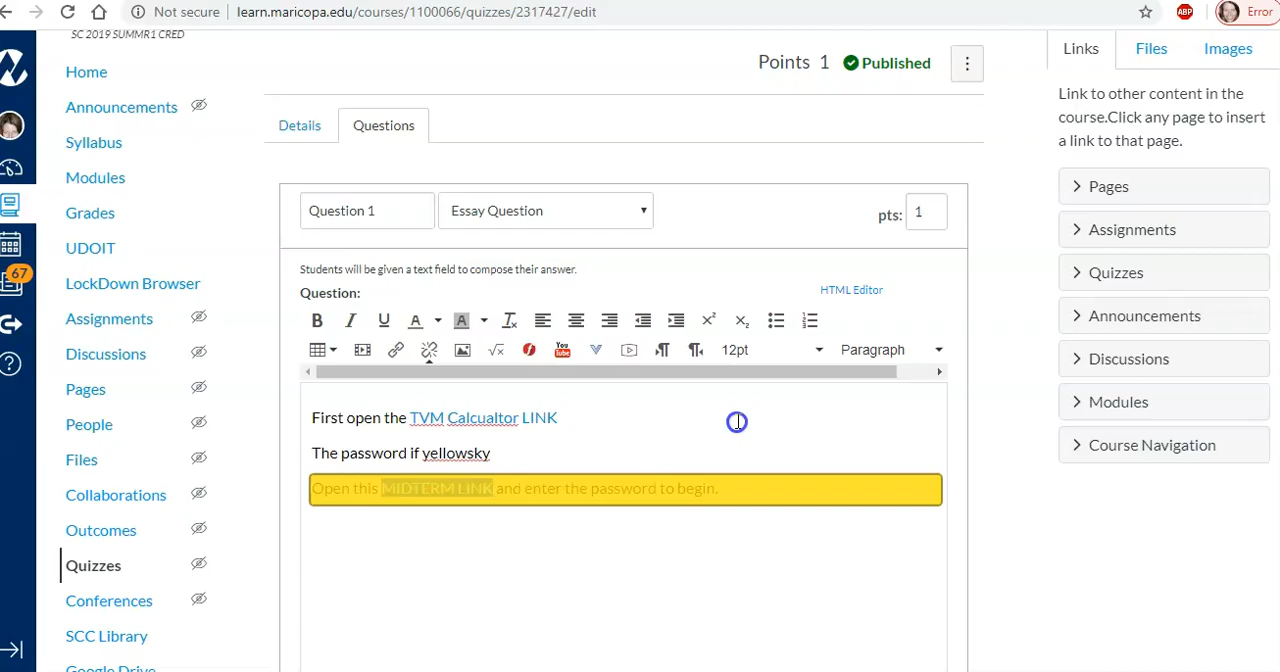 Not secure learn.maricopa.edu/courses/1100066/quizzes/2317427/edit ABP Error
SC 2019 SUMMR1 CRED
Home
Announcements
Syllabus
Modules
Grades
UDOIT
LockDown Browser
Assignments
Discussions
Pages
People
Files
Collaborations
Outcomes
Quizzes
Conferences
SCC Library
Google Drive
67
Points 1 Published
Details Questions
Question 1 Essay Question pts: 1
Students will be given a text field to compose their answer.
Question: HTML Editor
12pt Paragraph
First open the TVM Calcualtor LINK
The password if yellowsky
Open this MIDTERM LINK and enter the password to begin.
Links Files Images
Link to other content in the
course.Click any page to insert
a link to that page.
Pages
Assignments
Quizzes
Announcements
Discussions
Modules
Course Navigation